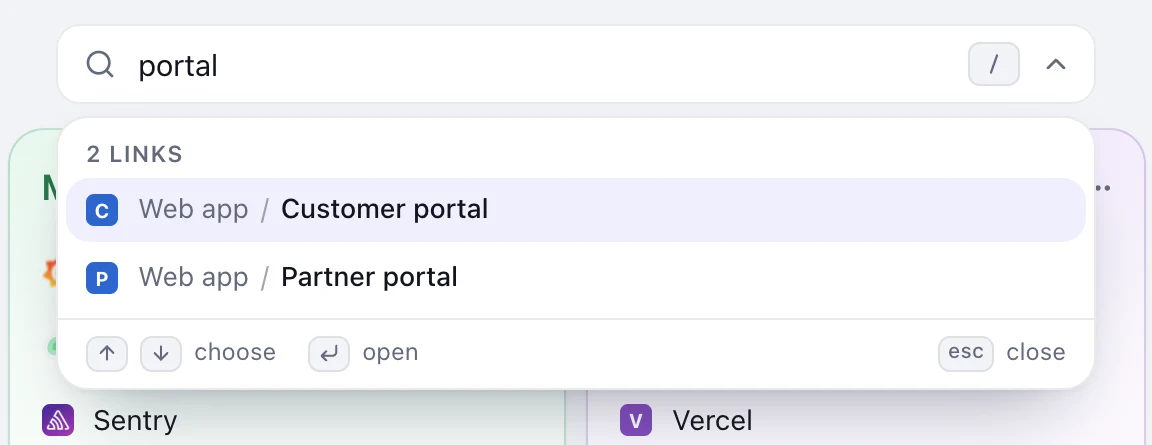 portal /
2 LINKS
C Web app / Customer portal
P Web app / Partner portal
↑ ↓ choose ↵ open esc close
Sentry V Vercel